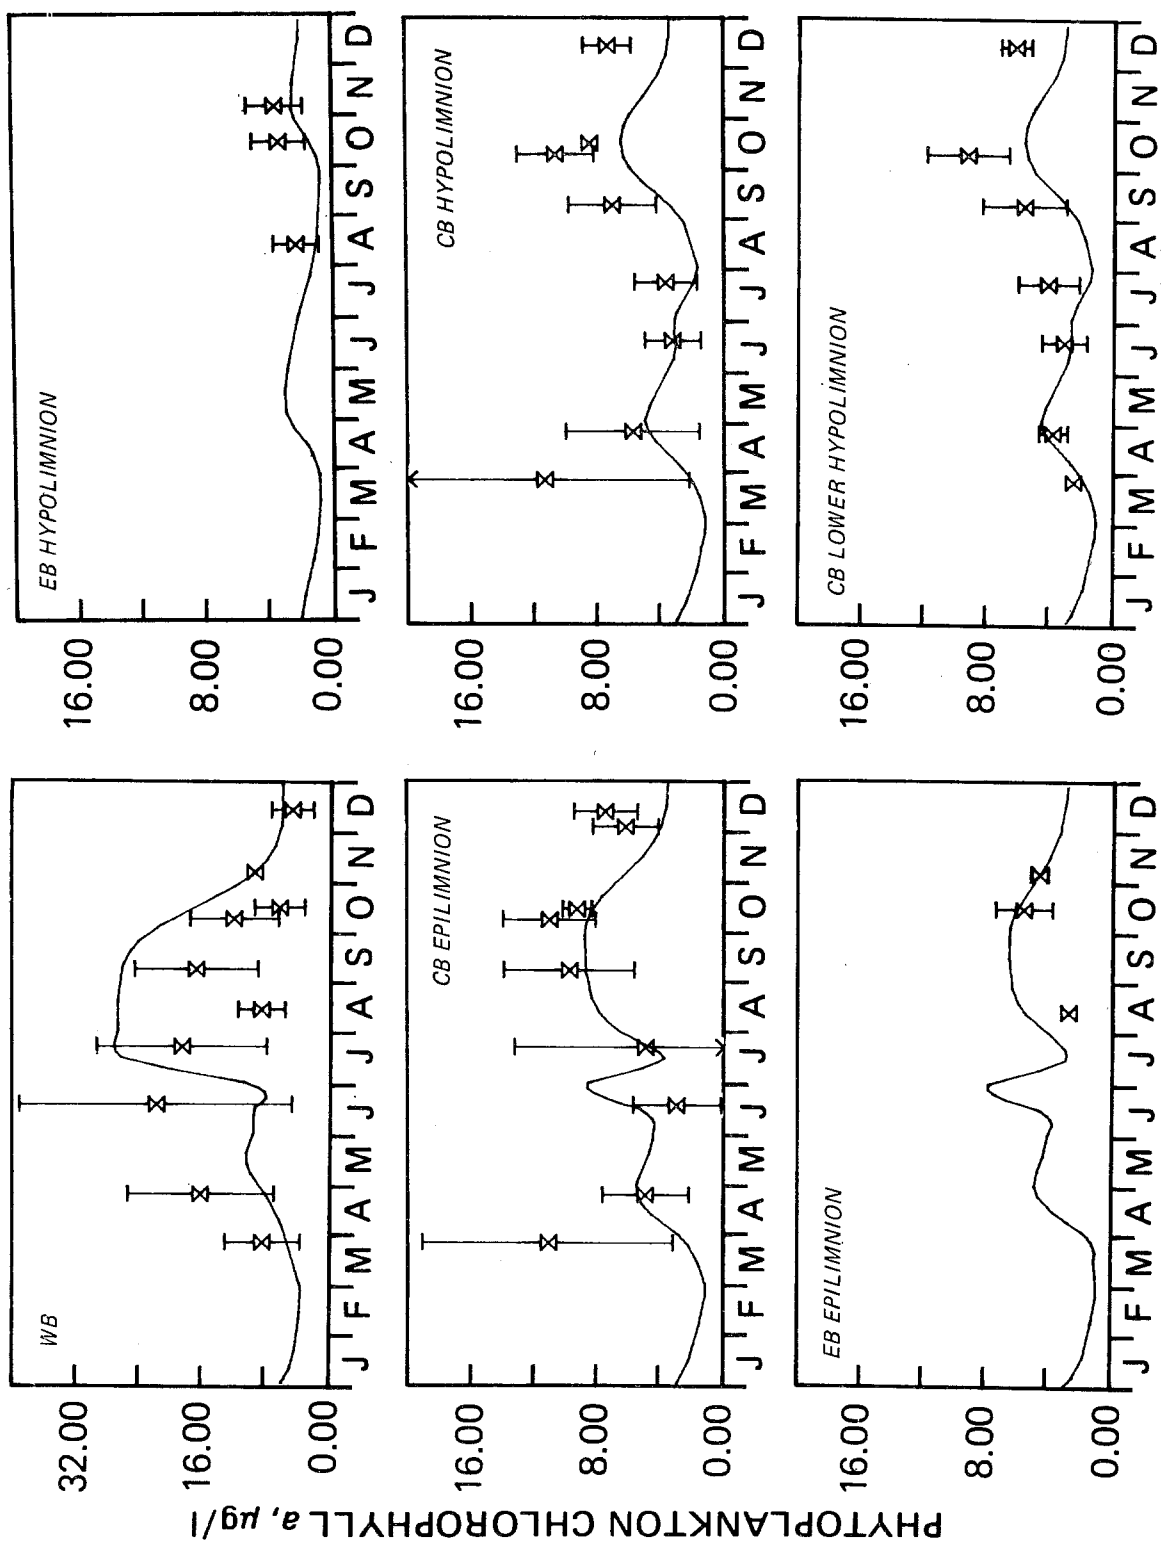 PHYTOPLANKTON CHLOROPHYLL a, µg/l
WB
32.00
16.00
0.00
J F M A M J J A S O N D
EB HYPOLIMNION
16.00
8.00
0.00
J F M A M J J A S O N D
CB EPILIMNION
8.00
0.00
J F M A M J J A S O N D
CB HYPOLIMNION
16.00
8.00
0.00
J F M A M J J A S O N D
EB EPILIMNION
16.00
8.00
0.00
J F M A M J J A S O N D
CB LOWER HYPOLIMNION
16.00
8.00
0.00
J F M A M J J A S O N D